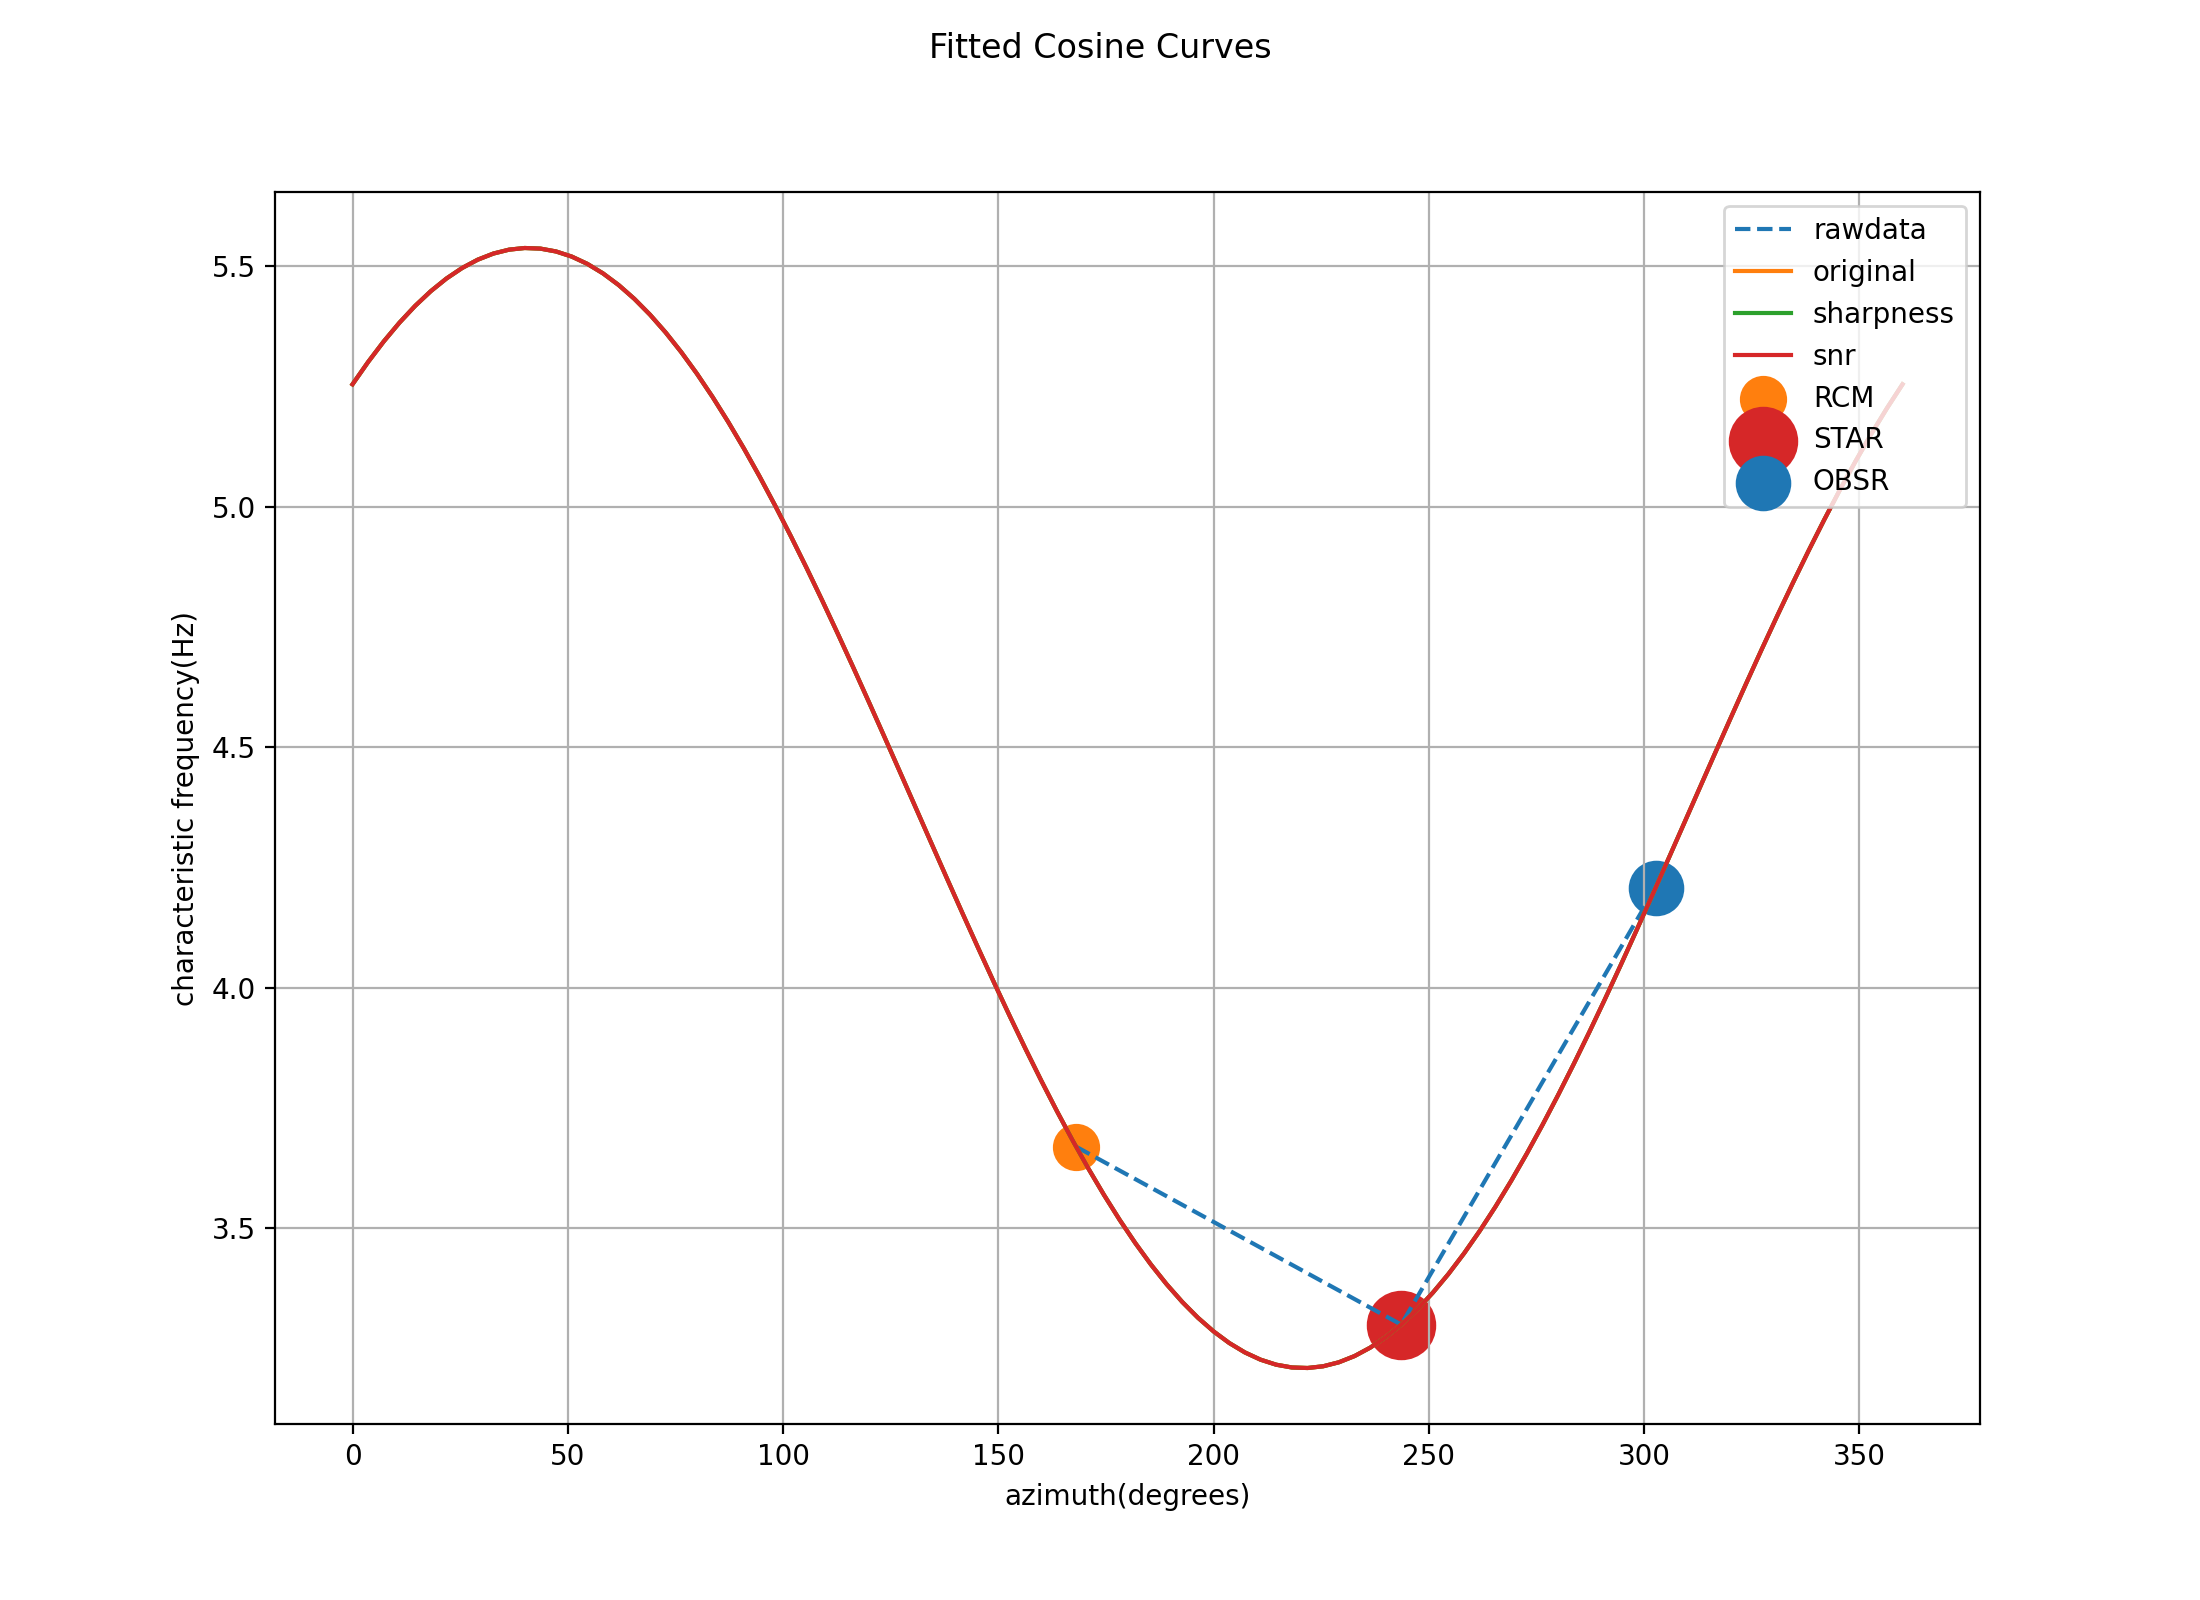 Fitted Cosine Curves
rawdata
original
sharpness
snr
RCM
STAR
OBSR
5.5
5.0
4.5
4.0
3.5
characteristic frequency(Hz)
0 50 100 150 200 250 300 350
azimuth(degrees)